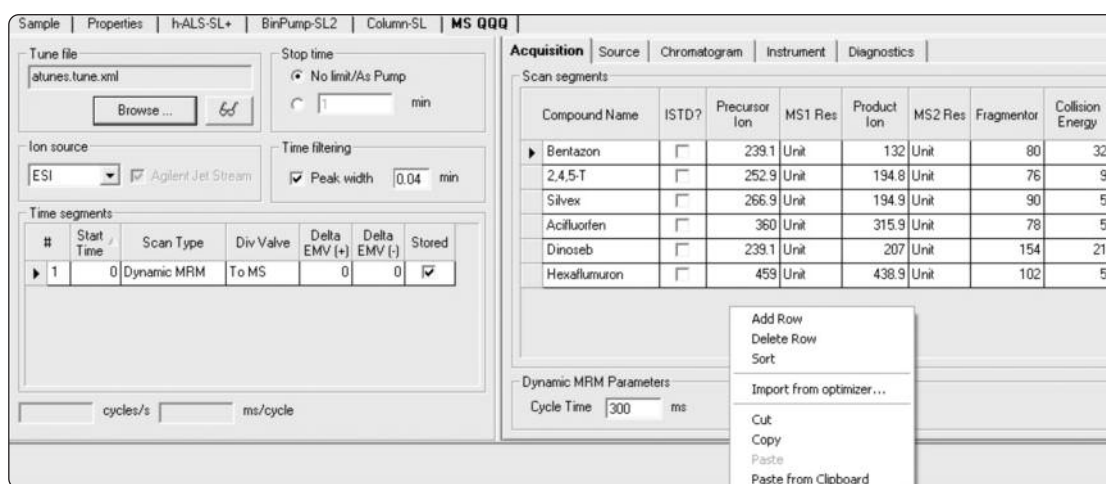 Sample | Properties | h-ALS-SL+ | BinPump-SL2 | Column-SL | MS QQQ
Tune file
atunes.tune.xml
Browse ...
Stop time
No limit/As Pump
1 min
Ion source
ESI
Agilent Jet Stream
Time filtering
Peak width 0.04 min
Time segments
# Start Time Scan Type Div Valve Delta EMV (+) Delta EMV (-) Stored
1 0 Dynamic MRM To MS 0 0
cycles/s ms/cycle
Acquisition | Source | Chromatogram | Instrument | Diagnostics
Scan segments
Compound Name ISTD? Precursor Ion MS1 Res Product Ion MS2 Res Fragmentor Collision Energy
Bentazon 239.1 Unit 132 Unit 80 32
2,4,5-T 252.9 Unit 194.8 Unit 76 9
Silvex 266.9 Unit 194.9 Unit 90 5
Acifluorfen 360 Unit 315.9 Unit 78 5
Dinoseb 239.1 Unit 207 Unit 154 21
Hexaflumuron 459 Unit 438.9 Unit 102 5
Add Row
Delete Row
Sort
Import from optimizer...
Cut
Copy
Paste
Paste from Clipboard
Dynamic MRM Parameters
Cycle Time 300 ms